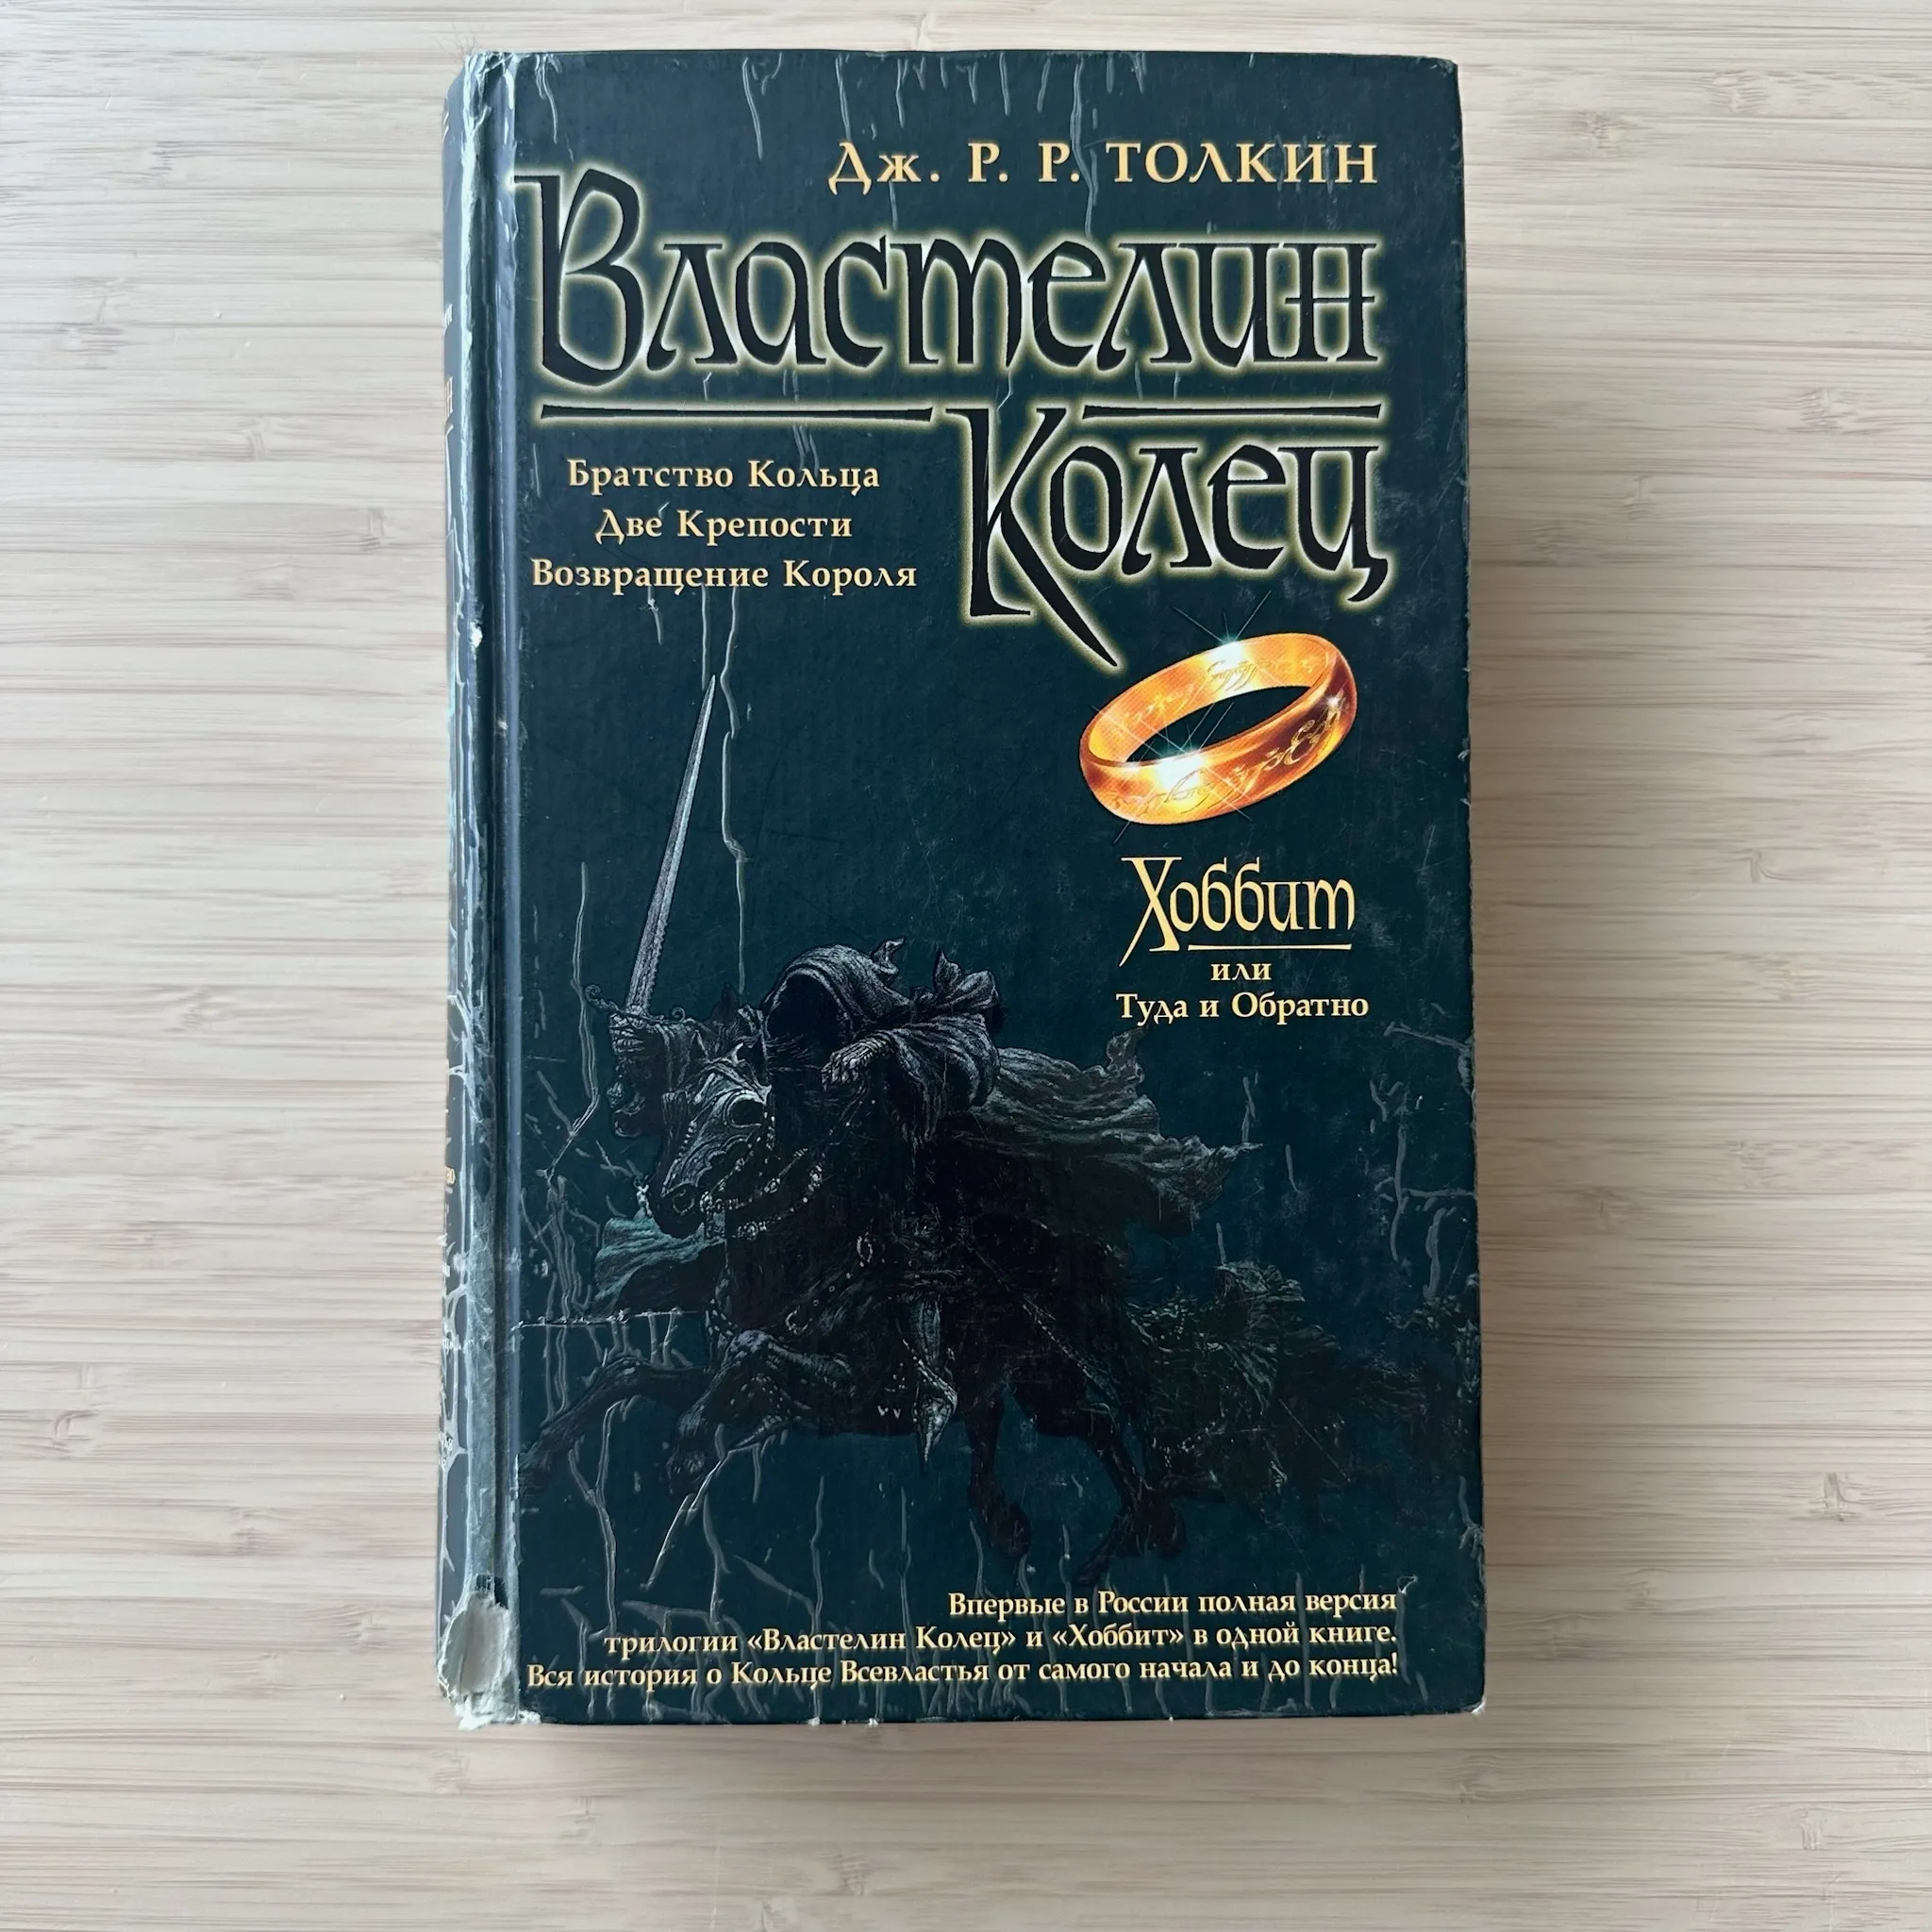 Дж. Р. Р. ТОЛКИН
Властелин
Колец
Братство Кольца
Две Крепости
Возвращение Короля
Хоббит
или
Туда и Обратно
Впервые в России полная версия
трилогии «Властелин Колец» и «Хоббит» в одной книге.
Вся история о Кольце Всевластья от самого начала и до конца!